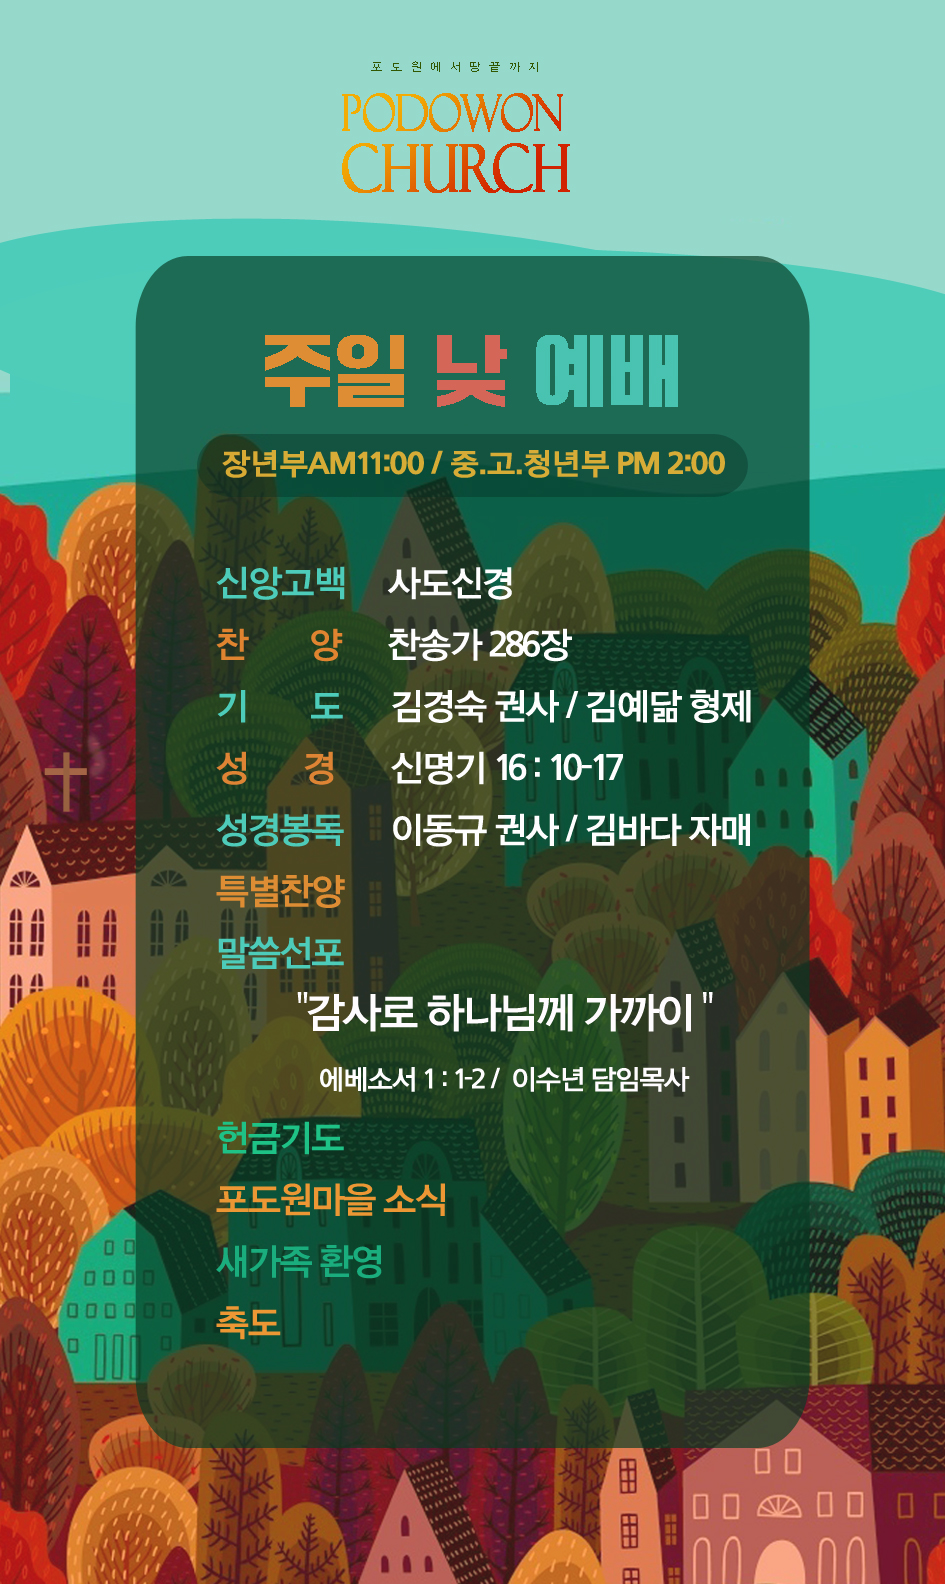 포도원에서땅끝까지
PODOWON
CHURCH
주일 낮 예배
장년부AM11:00 / 중.고.청년부 PM 2:00
신앙고백 사도신경
찬 양 찬송가 286장
기 도 김경숙 권사 / 김예닮 형제
성 경 신명기 16 : 10-17
성경봉독 이동규 권사 / 김바다 자매
특별찬양
말씀선포
"감사로 하나님께 가까이 "
에베소서 1 : 1-2 / 이수년 담임목사
헌금기도
포도원마을 소식
새가족 환영
축도